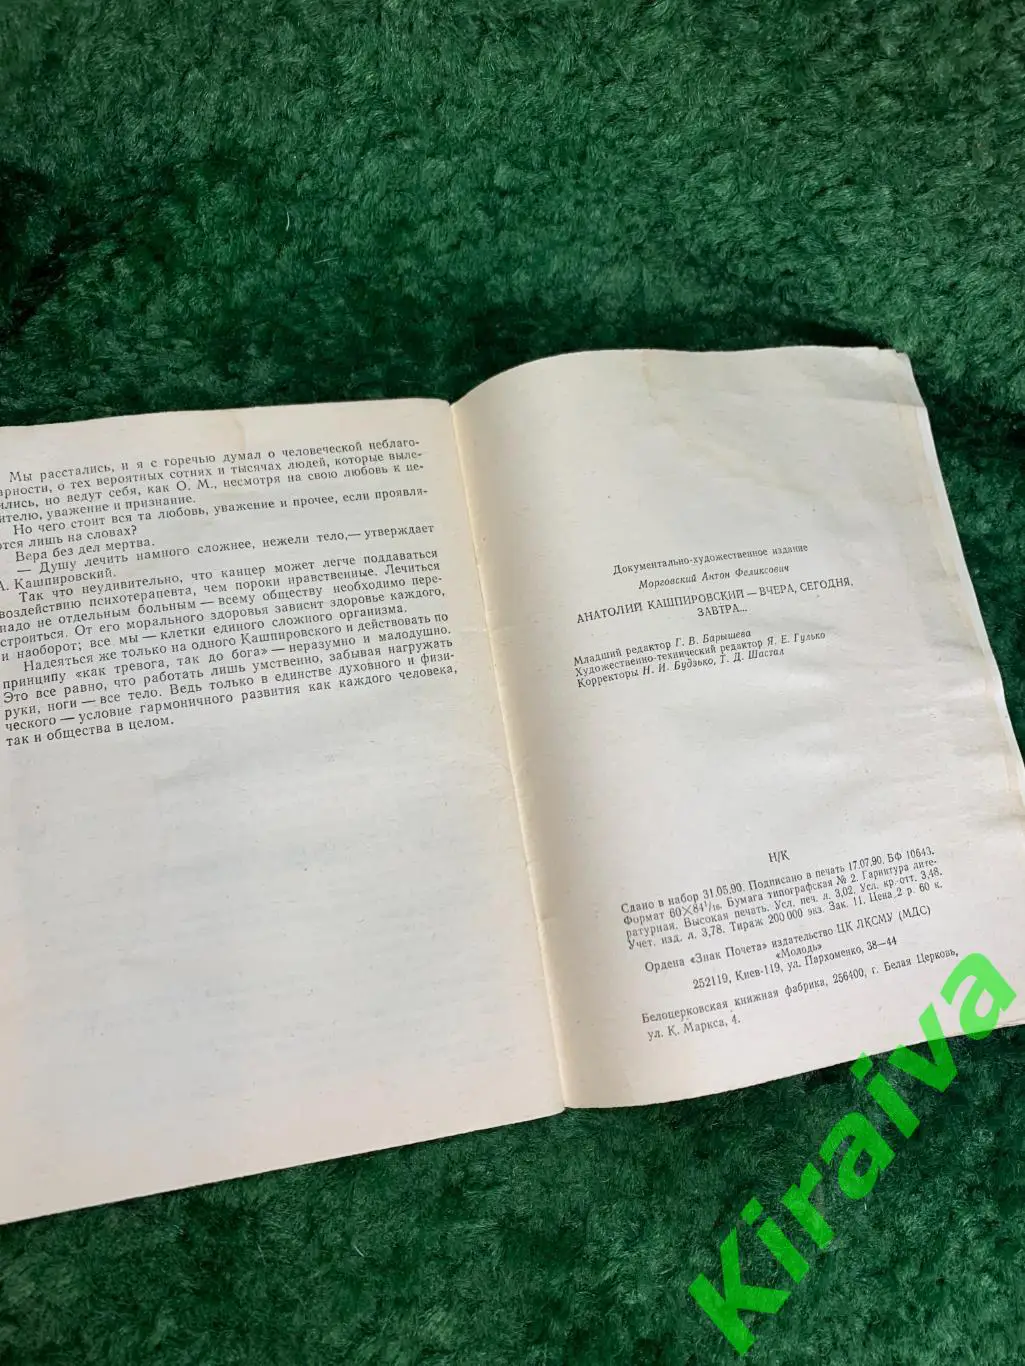 Мы расстались, и я с горечью думал о человеческой неблаго-
арности, о тех вероятных сотнях и тысячах людей, которые выле-
ились, но ведут себя, как О. М., несмотря на свою любовь к це-
ителю, уважение и признание.
Но чего стоит вся та любовь, уважение и прочее, если проявля-
ются лишь на словах?
Вера без дел мертва.
— Душу лечить намного сложнее, нежели тело,— утверждает
А. Кашпировский.
Так что неудивительно, что канцер может легче поддаваться
воздействию психотерапевта, чем пороки нравственные. Лечиться
надо не отдельным больным — всему обществу необходимо пере-
строиться. От его морального здоровья зависит здоровье каждого,
и наоборот; все мы — клетки единого сложного организма.
Надеяться же только на одного Кашпировского и действовать по
принципу «как тревога, так до бога» — неразумно и малодушно.
Это все равно, что работать лишь умственно, забывая нагружать
руки, ноги — все тело. Ведь только в единстве духовного и физи-
ческого — условие гармоничного развития как каждого человека,
так и общества в целом.
Документально-художественное издание
Морговский Антон Феликсович
АНАТОЛИЙ КАШПИРОВСКИЙ — ВЧЕРА, СЕГОДНЯ,
ЗАВТРА...
Младший редактор Г. В. Барышева
Художественно-технический редактор Я. Е. Гулько
Корректоры Н. И. Будзько, Т. Д. Шастал
Н/К
Сдано в набор 31.05.90. Подписано в печать 17.07.90. БФ 10643.
Формат 60×84¹/₁₆. Бумага типографская № 2. Гарнитура лите-
ратурная. Высокая печать. Усл. печ. л. 3,02. Усл. кр.-отт. 3,48.
Учет. изд. л. 3,78. Тираж 200 000 экз. Зак. 11. Цена 2 р. 60 к.
Ордена «Знак Почета» издательство ЦК ЛКСМУ (МДС)
«Молодь»
252119, Киев-119, ул. Пархоменко, 38—44
Белоцерковская книжная фабрика, 256400, г. Белая Церковь,
ул. К. Маркса, 4.
Kiraiva